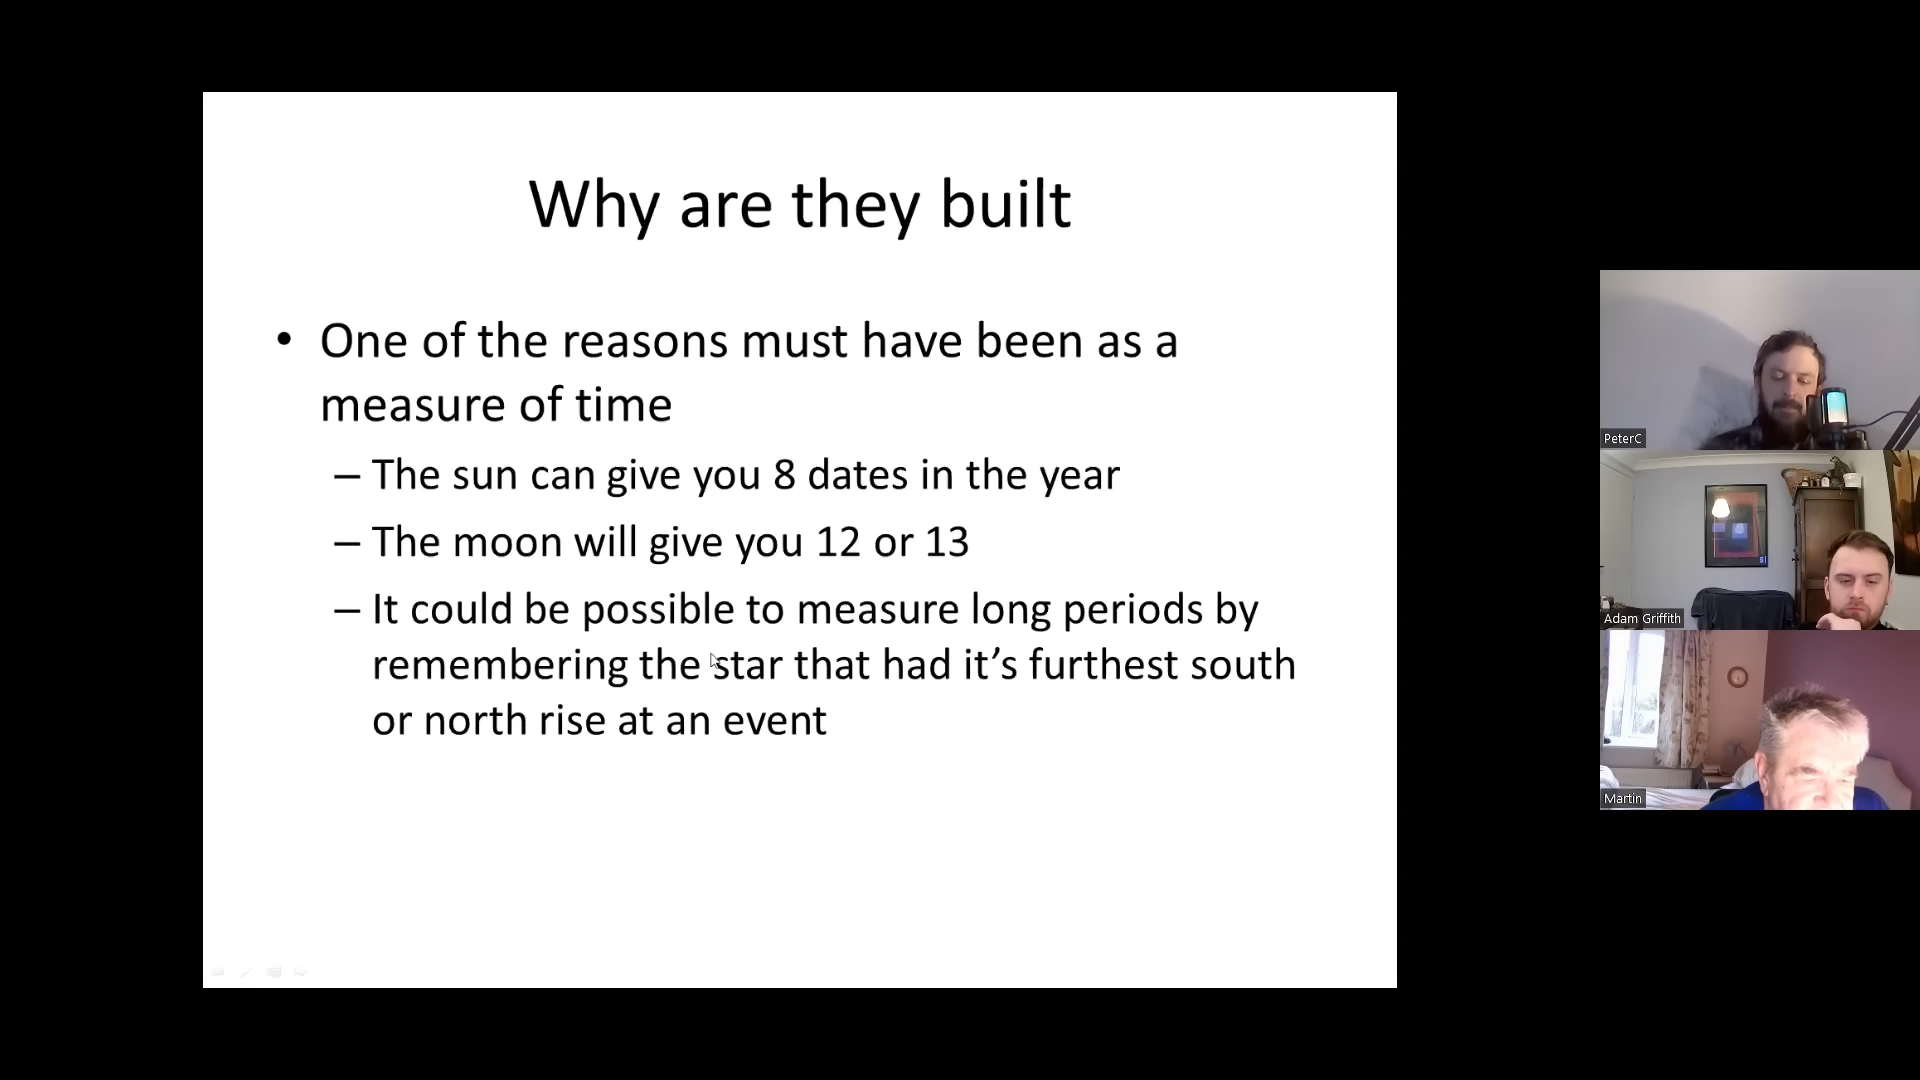 Why are they built
• One of the reasons must have been as a
measure of time
– The sun can give you 8 dates in the year
– The moon will give you 12 or 13
– It could be possible to measure long periods by
remembering the star that had it’s furthest south
or north rise at an event
PeterC
Adam Griffith
Martin